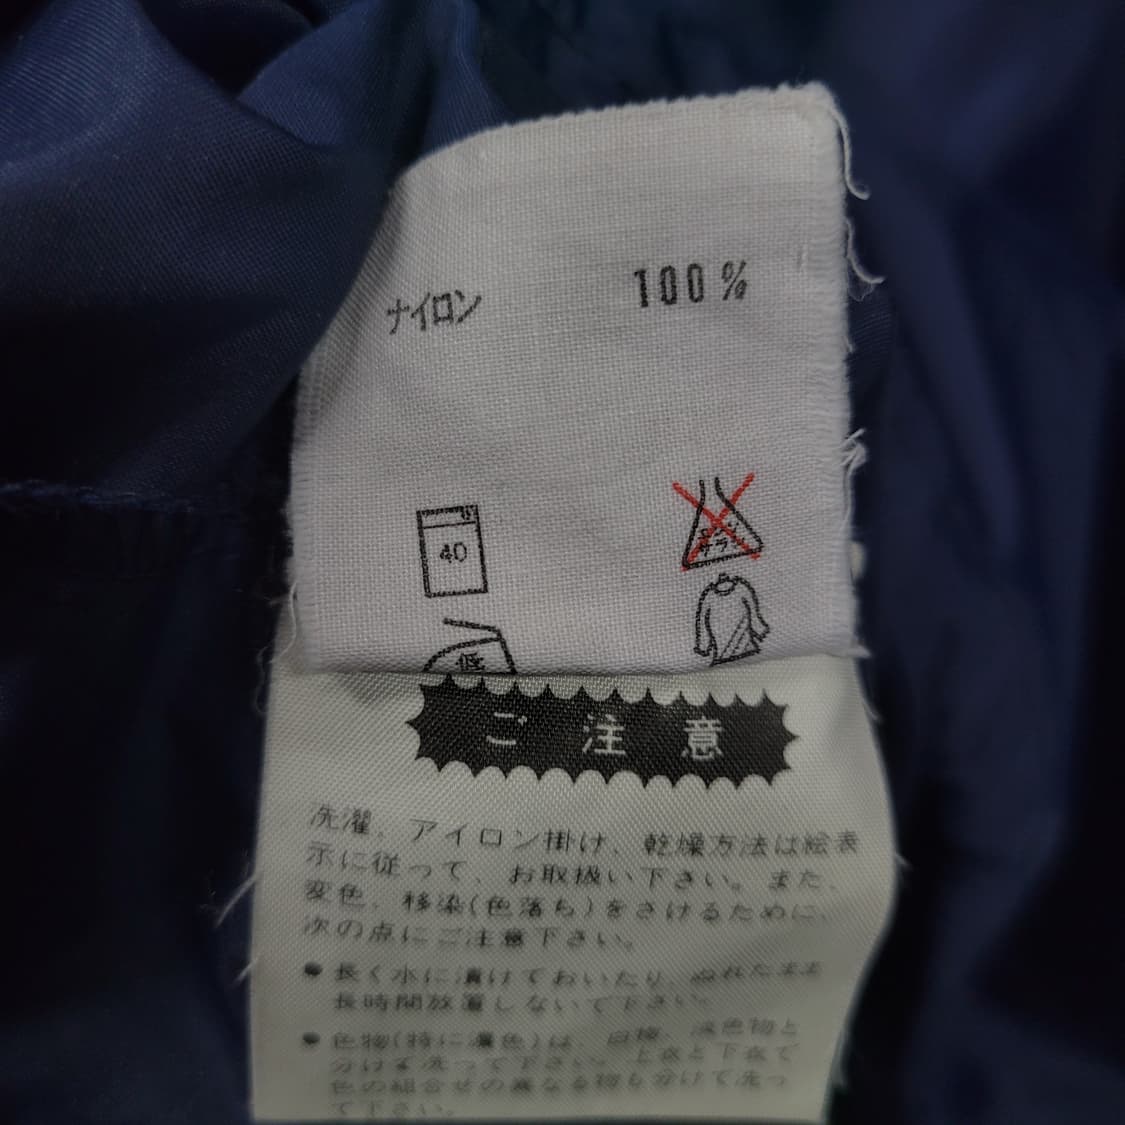 ナイロン 100%
40
低
ご注意
洗濯、アイロン掛け、乾燥方法は絵表
示に従って、お取扱い下さい。また、
変色、移染(色落ち)をさけるために、
次の点にご注意下さい。
● 長く水に漬けておいたり、ぬれたまま
長時間放置しないで下さい。
● 色物(特に濃色)は、白物、淡色物と
分けて洗って下さい。上衣と下衣で
色の組合せの異なる物も分けて洗っ
て下さい。